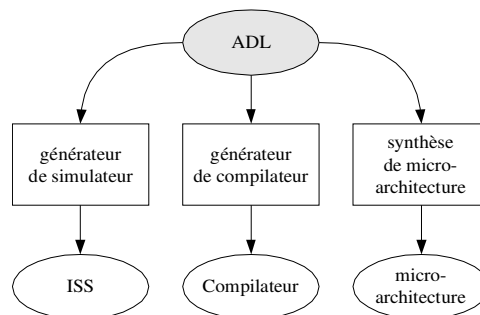 ADL
générateur
de simulateur
générateur
de compilateur
synthèse
de micro-
architecture
ISS
Compilateur
micro-
architecture